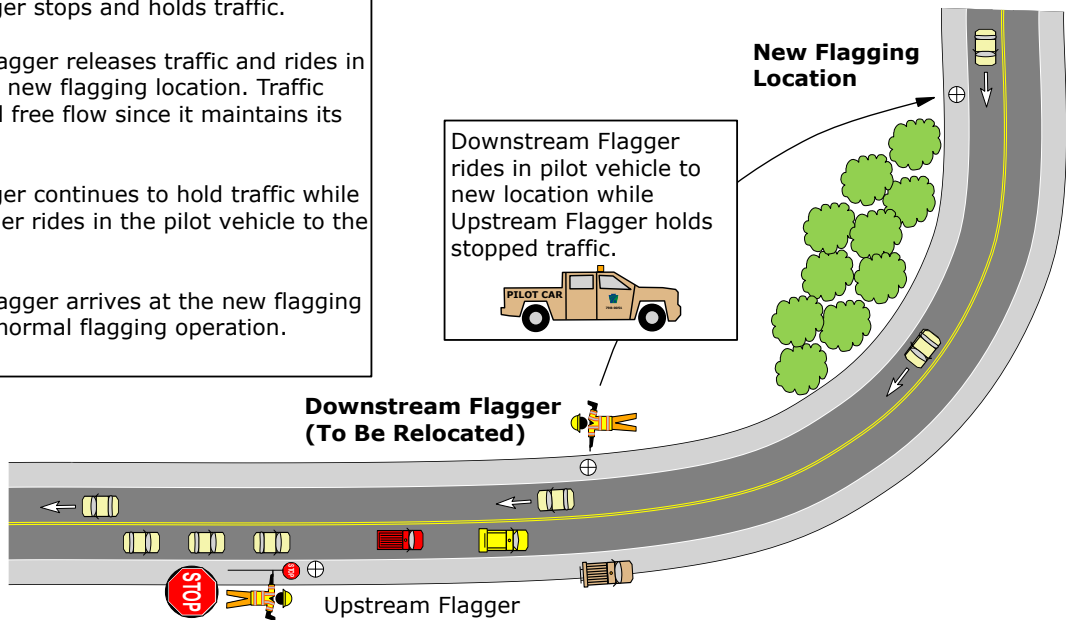 ger stops and holds traffic.
agger releases traffic and rides in
new flagging location. Traffic
free flow since it maintains its
ger continues to hold traffic while
er rides in the pilot vehicle to the
agger arrives at the new flagging
normal flagging operation.
New Flagging
Location
Downstream Flagger
rides in pilot vehicle to
new location while
Upstream Flagger holds
stopped traffic.
PILOT CAR
Downstream Flagger
(To Be Relocated)
STOP
STOP
Upstream Flagger